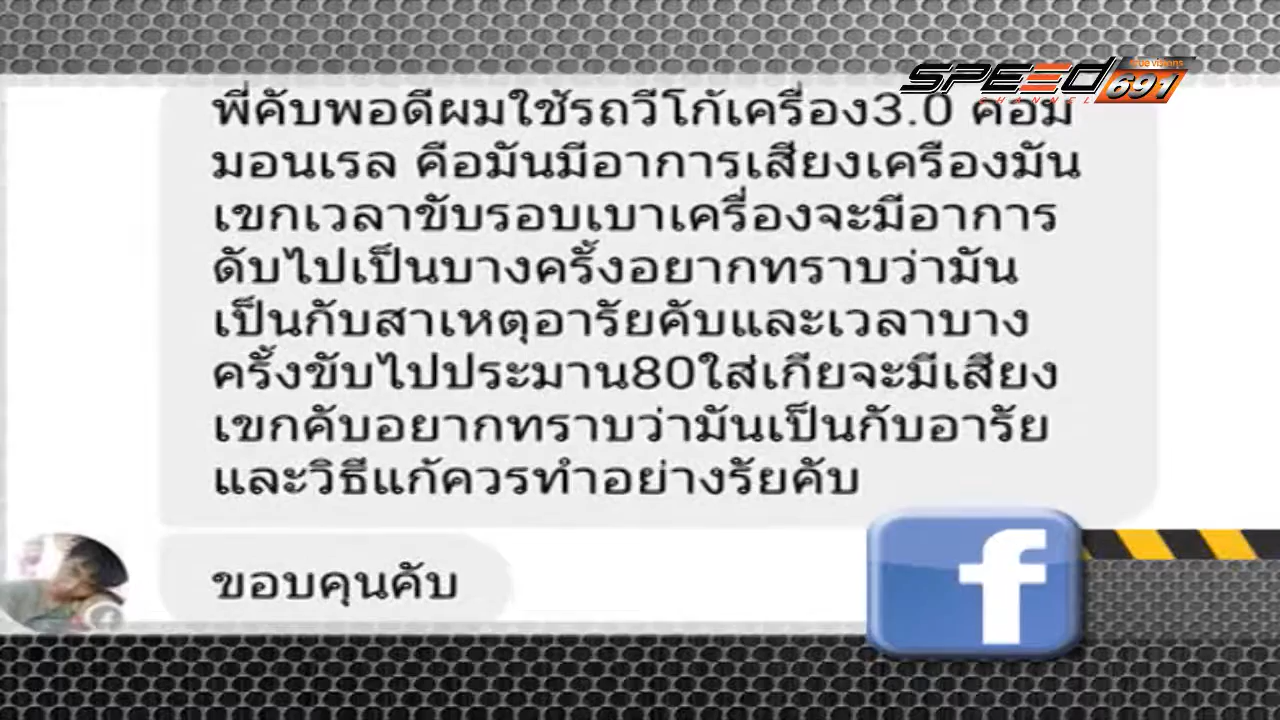 SPEED
CHANNEL 691
พี่คับพอดีผมใช้รถวีโก้เครื่อง3.0 คอม
มอนเรล คือมันมีอาการเสียงเครืองมัน
เขกเวลาขับรอบเบาเครื่องจะมีอาการ
ดับไปเป็นบางครั้งอยากทราบว่ามัน
เป็นกับสาเหตุอารัยคับและเวลาบาง
ครั้งขับไปประมาน80ใส่เกียจะมีเสียง
เขกคับอยากทราบว่ามันเป็นกับอารัย
และวิธีแก้ควรทำอย่างรัยคับ
ขอบคุนคับ
f